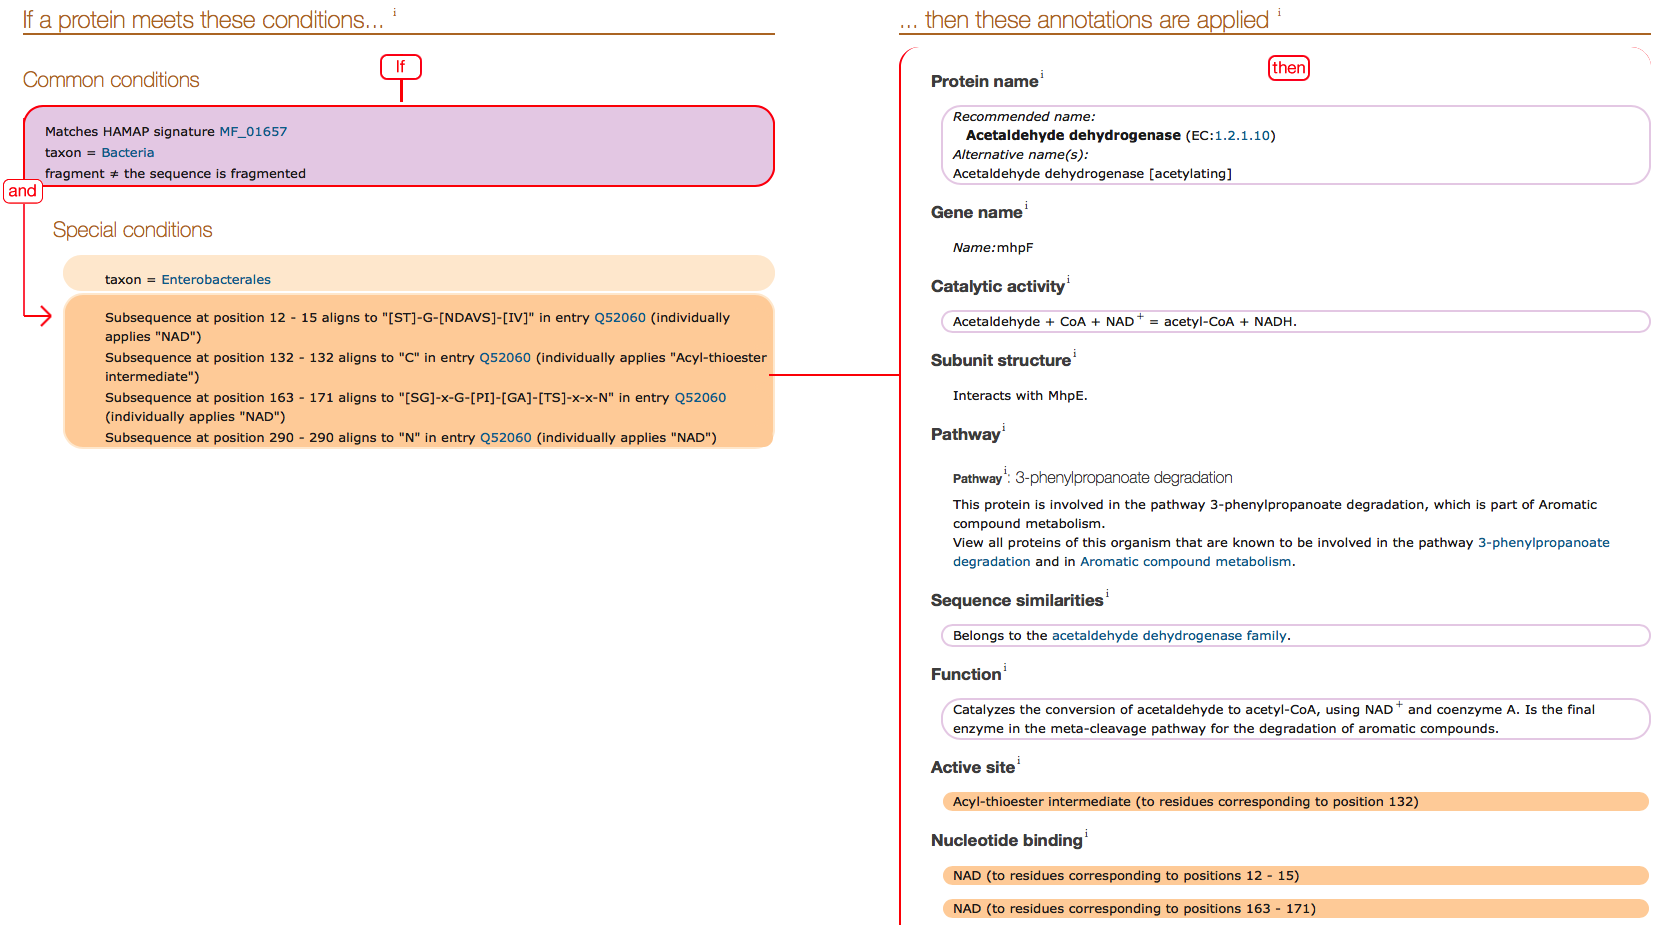 If a protein meets these conditions... i
If
Common conditions
Matches HAMAP signature MF_01657
taxon = Bacteria
fragment ≠ the sequence is fragmented
and
Special conditions
taxon = Enterobacterales
Subsequence at position 12 - 15 aligns to "[ST]-G-[NDAVS]-[IV]" in entry Q52060 (individually
applies "NAD")
Subsequence at position 132 - 132 aligns to "C" in entry Q52060 (individually applies "Acyl-thioester
intermediate")
Subsequence at position 163 - 171 aligns to "[SG]-x-G-[PI]-[GA]-[TS]-x-x-N" in entry Q52060
(individually applies "NAD")
Subsequence at position 290 - 290 aligns to "N" in entry Q52060 (individually applies "NAD")
... then these annotations are applied i
then
Protein name i
Recommended name:
Acetaldehyde dehydrogenase (EC:1.2.1.10)
Alternative name(s):
Acetaldehyde dehydrogenase [acetylating]
Gene name i
Name:mhpF
Catalytic activity i
Acetaldehyde + CoA + NAD+ = acetyl-CoA + NADH.
Subunit structure i
Interacts with MhpE.
Pathway i
Pathway i: 3-phenylpropanoate degradation
This protein is involved in the pathway 3-phenylpropanoate degradation, which is part of Aromatic
compound metabolism.
View all proteins of this organism that are known to be involved in the pathway 3-phenylpropanoate
degradation and in Aromatic compound metabolism.
Sequence similarities i
Belongs to the acetaldehyde dehydrogenase family.
Function i
Catalyzes the conversion of acetaldehyde to acetyl-CoA, using NAD+ and coenzyme A. Is the final
enzyme in the meta-cleavage pathway for the degradation of aromatic compounds.
Active site i
Acyl-thioester intermediate (to residues corresponding to position 132)
Nucleotide binding i
NAD (to residues corresponding to positions 12 - 15)
NAD (to residues corresponding to positions 163 - 171)